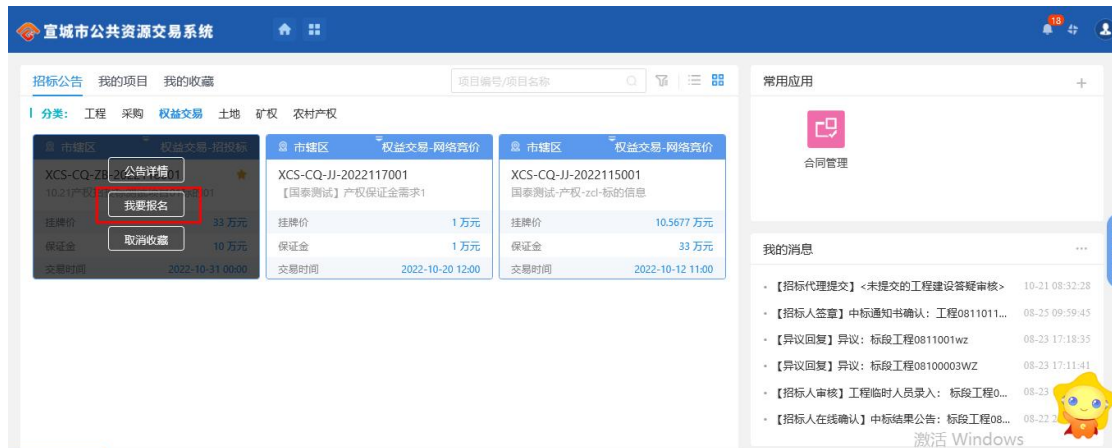 宣城市公共资源交易系统
18
招标公告 我的项目 我的收藏
项目编号/项目名称
分类: 工程 采购 权益交易 土地 矿权 农村产权
市辖区 权益交易-招投标
公告详情
我要报名
取消收藏
挂牌价 33 万元
保证金 10 万元
交易时间 2022-10-31 00:00
市辖区 权益交易-网络竞价
XCS-CQ-JJ-2022117001
【国泰测试】产权保证金需求1
挂牌价 1 万元
保证金 1 万元
交易时间 2022-10-20 12:00
市辖区 权益交易-网络竞价
XCS-CQ-JJ-2022115001
国泰测试-产权-zcl-标的信息
挂牌价 10.5677 万元
保证金 33 万元
交易时间 2022-10-12 11:00
常用应用
合同管理
我的消息
【招标代理提交】<未提交的工程建设答疑审核> 10-21 08:32:28
【招标人签章】中标通知书确认：工程0811011... 08-25 09:59:45
【异议回复】异议：标段工程0811001wz 08-23 17:18:35
【异议回复】异议：标段工程08100003WZ 08-23 17:11:41
【招标人审核】工程临时人员录入： 标段工程0... 08-23
【招标人在线确认】中标结果公告：标段工程08... 08-22
激活 Windows